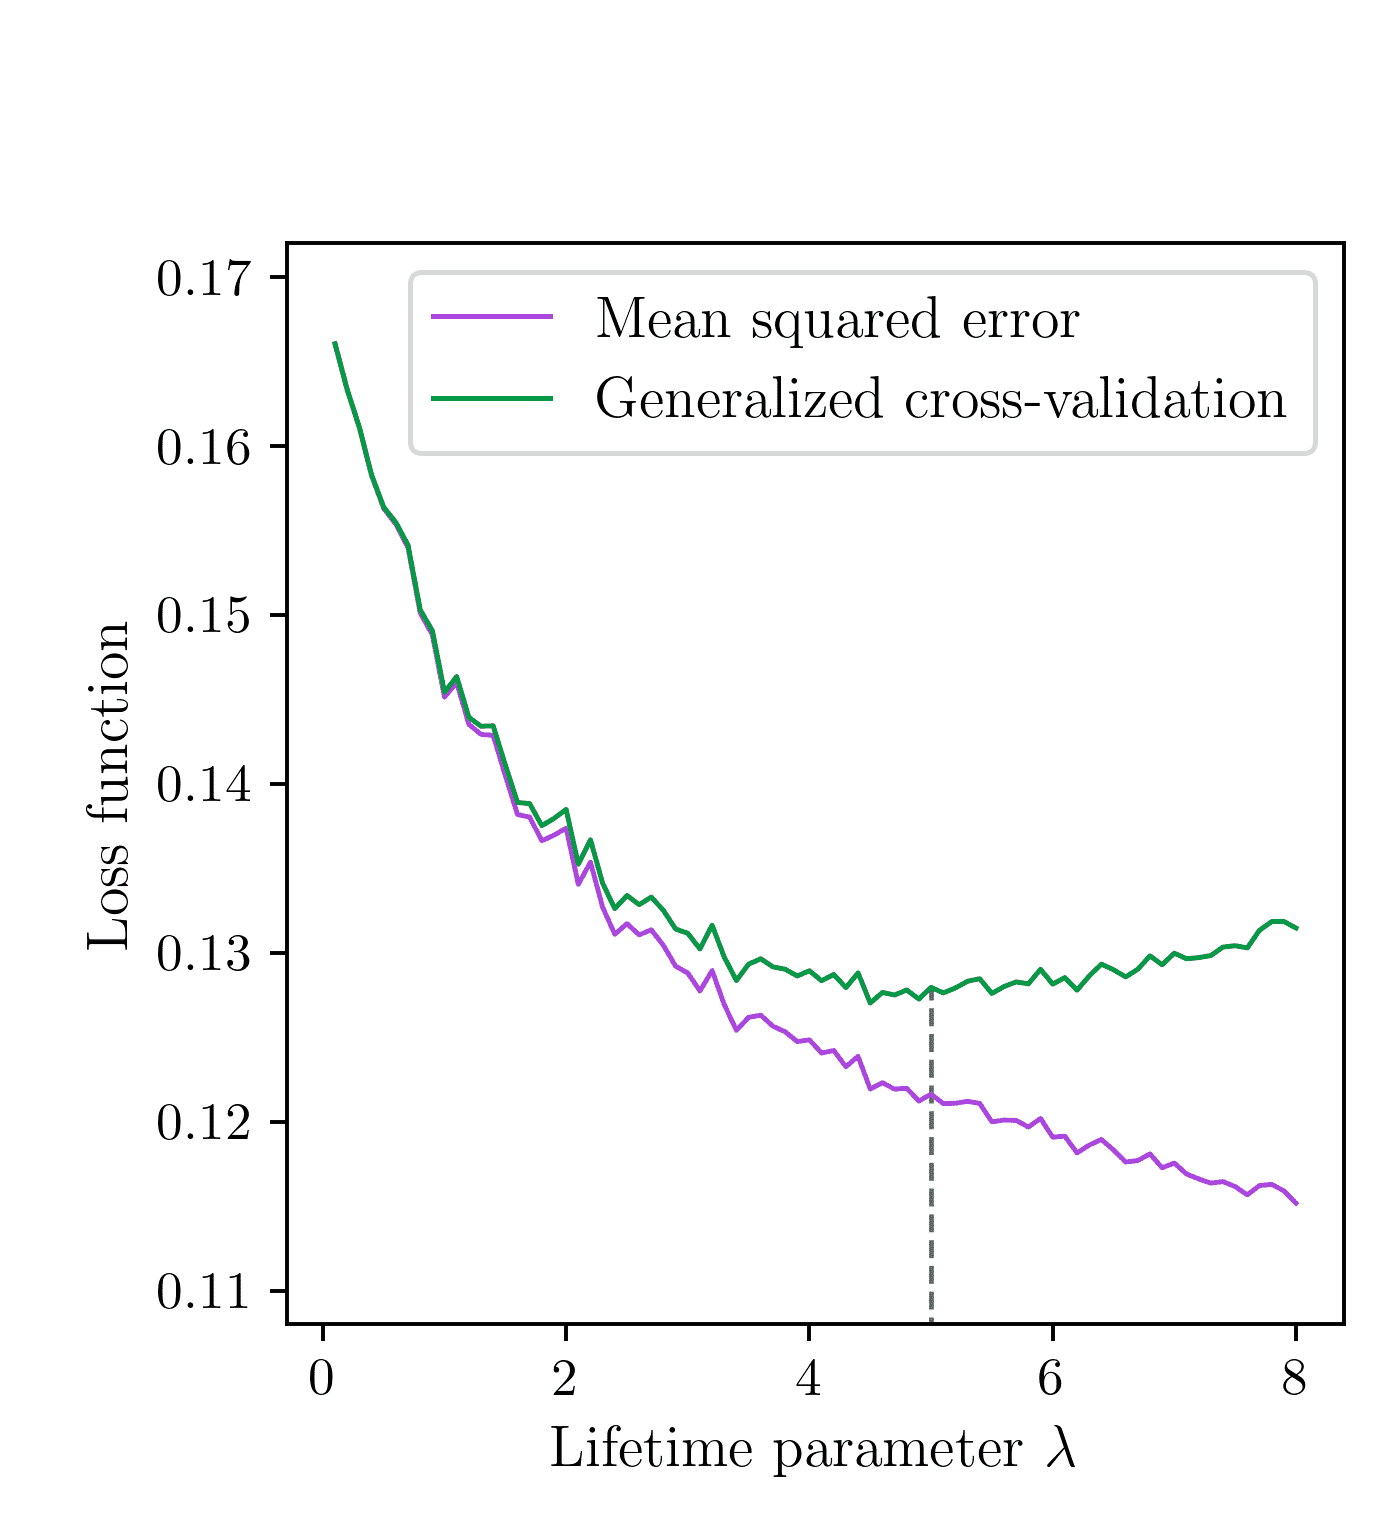 Mean squared error
Generalized cross-validation
0.17
0.16
0.15
0.14
0.13
0.12
0.11
Loss function
0 2 4 6 8
Lifetime parameter λ